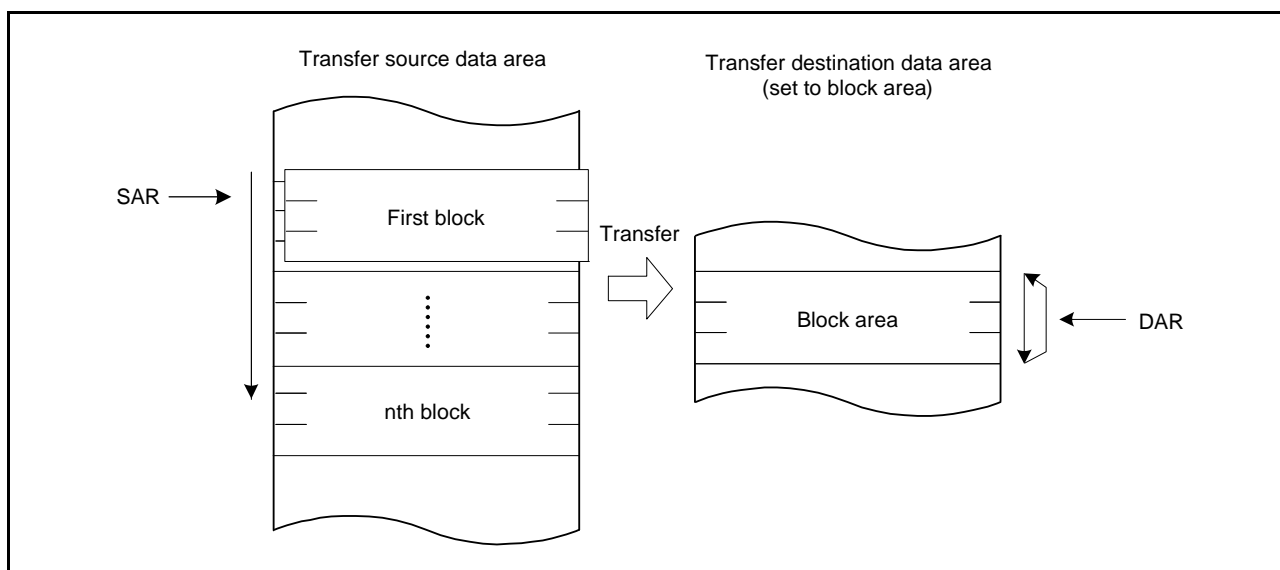 Transfer source data area
Transfer destination data area
(set to block area)
SAR
First block
Transfer
Block area
DAR
nth block